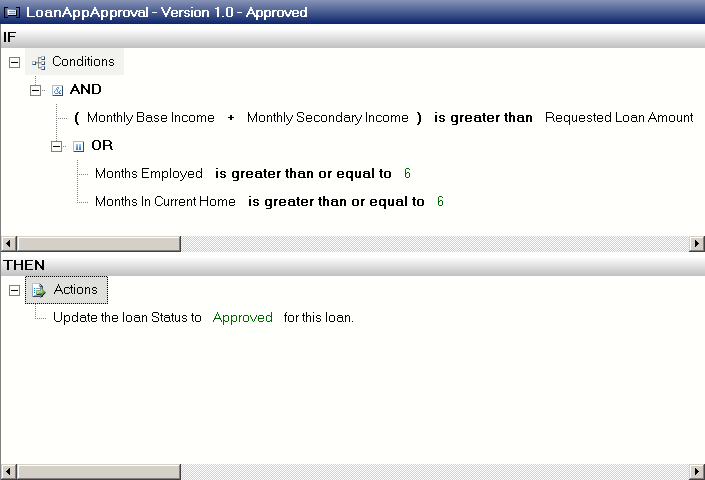 LoanAppApproval - Version 1.0 - Approved
IF
Conditions
AND
( Monthly Base Income + Monthly Secondary Income ) is greater than Requested Loan Amount
OR
Months Employed is greater than or equal to 6
Months In Current Home is greater than or equal to 6
THEN
Actions
Update the loan Status to Approved for this loan.